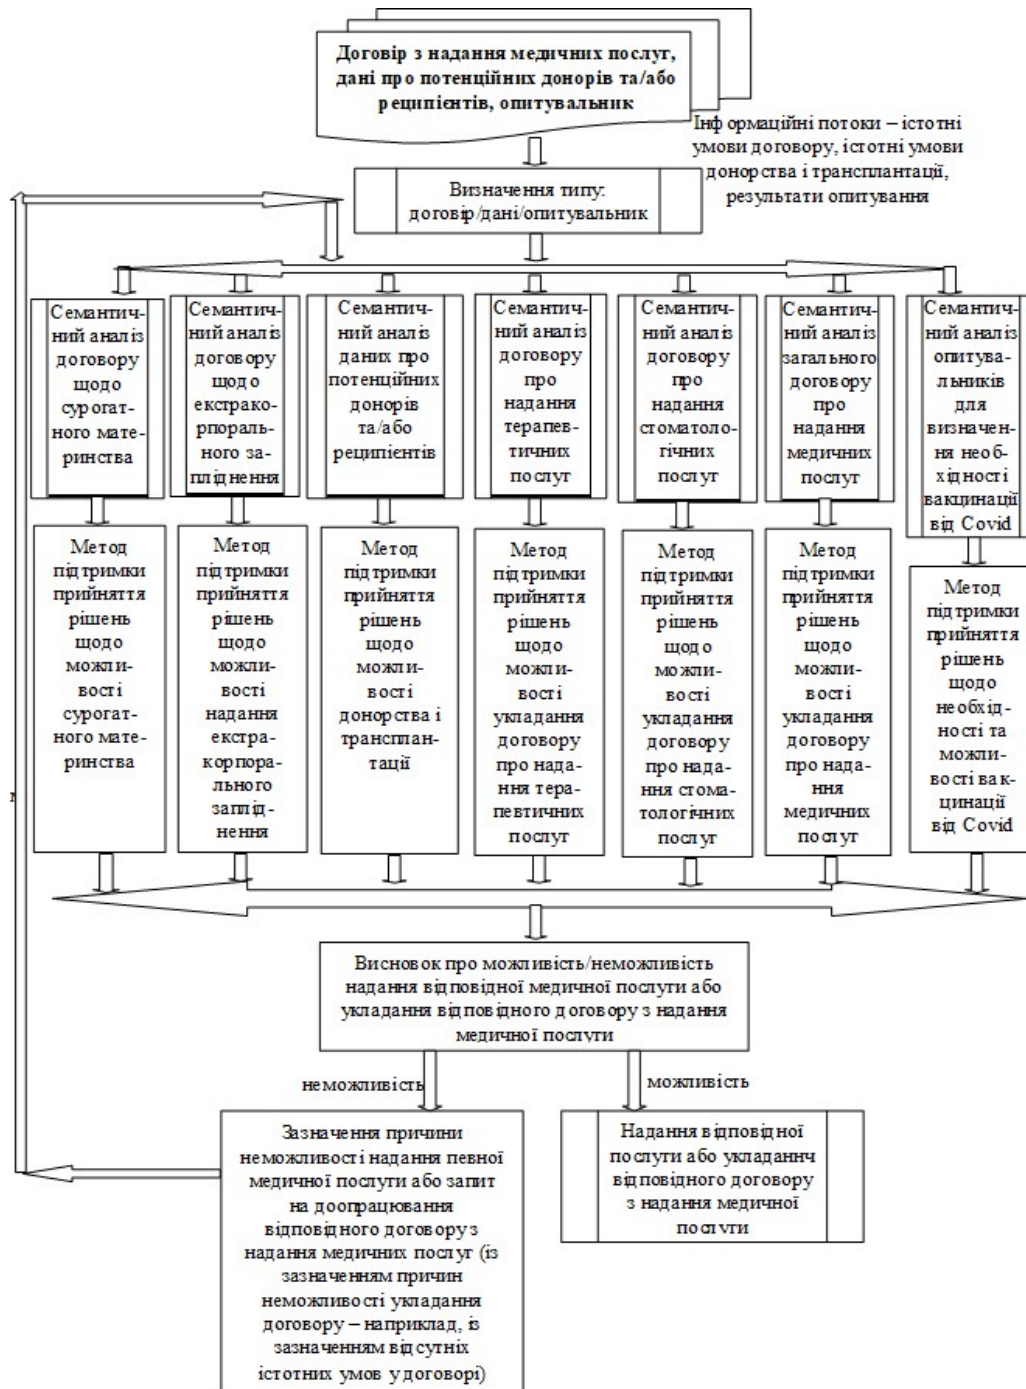 Договір з надання медичних послуг,
дані про потенційних донорів та/або
реципієнтів, опитувальник
Інформаційні потоки – істотні
умови договору, істотні умови
донорства і трансплантації,
результати опитування
Визначення типу:
договір/дані/опитувальник
Семантич-
ний аналіз
договору
щодо
сурогат-
ного мате-
ринства
Семантич-
ний аналіз
договору
щодо
екстрако-
рпораль-
ного за-
пліднення
Семантич-
ний аналіз
даних про
потенційних
донорів
та/або
реципієнтів
Семантич-
ний аналіз
договору
про
надання
терапев-
тичних
послуг
Семантич-
ний аналіз
договору
про
надання
стоматоло-
гічних
послуг
Семантич-
ний аналіз
загального
договору
про
надання
медичних
послуг
Семантич-
ний аналіз
опитува-
льників
для
визначен-
ня необ-
хідності
вакцинації
від Covid
Метод
підтримки
прийняття
рішень
щодо
можли-
вості
сурогат-
ного мате-
ринства
Метод
підтримки
прийняття
рішень
щодо
можли-
вості
надання
екстра-
корпора-
льного
заплід-
нення
Метод
підтримки
прийняття
рішень
щодо
можли-
вості
донорства і
трансплан-
тації
Метод
підтримки
прийняття
рішень
щодо
можли-
вості
укладання
договору
про надан-
ня тера-
певтичних
послуг
Метод
підтримки
прийняття
рішень
щодо
можли-
вості
укладання
договору
про надан-
ня стома-
тологічних
послуг
Метод
підтримки
прийняття
рішень
щодо
можли-
вості
укладання
договору
про надан-
ня
медичних
послуг
Метод
підтримки
прийняття
рішень
щодо
необхід-
ності та
можли-
вості вак-
цинації
від Covid
Висновок про можливість/неможливість
надання відповідної медичної послуги або
укладання відповідного договору з надання
медичної послуги
неможливість
можливість
Зазначення причини
неможливості надання певної
медичної послуги або запит
на доопрацювання
відповідного договору з
надання медичних послуг (із
зазначенням причин
неможливості укладання
договору – наприклад, із
зазначенням відсутніх
істотних умов у договорі)
Надання відповідної
послуги або укладаннч
відповідного договору
з надання медичної
послуги